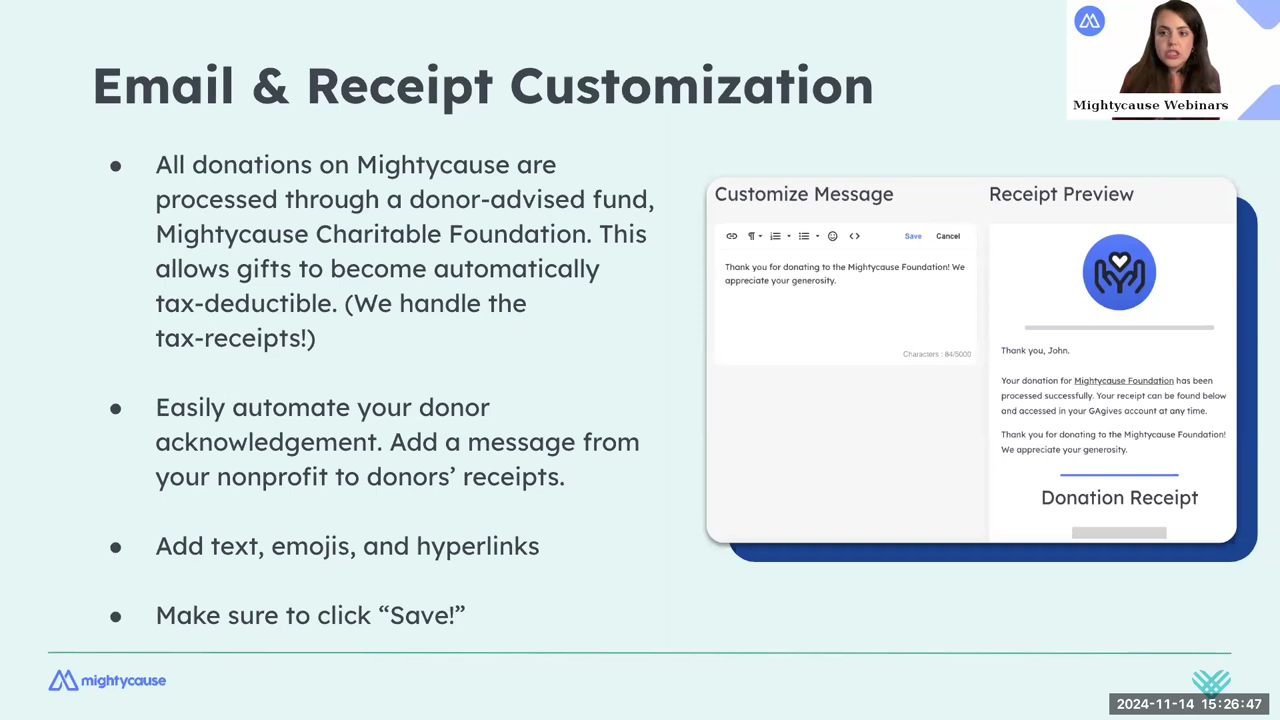 Email & Receipt Customization
Mightycause Webinars
● All donations on Mightycause are
processed through a donor-advised fund,
Mightycause Charitable Foundation. This
allows gifts to become automatically
tax-deductible. (We handle the
tax-receipts!)
● Easily automate your donor
acknowledgement. Add a message from
your nonprofit to donors’ receipts.
● Add text, emojis, and hyperlinks
● Make sure to click “Save!”
Customize Message
Save Cancel
Thank you for donating to the Mightycause Foundation! We
appreciate your generosity.
Characters : 84/5000
Receipt Preview
Thank you, John.
Your donation for Mightycause Foundation has been
processed successfully. Your receipt can be found below
and accessed in your GAgives account at any time.
Thank you for donating to the Mightycause Foundation!
We appreciate your generosity.
Donation Receipt
mightycause
2024-11-14 15:26:47